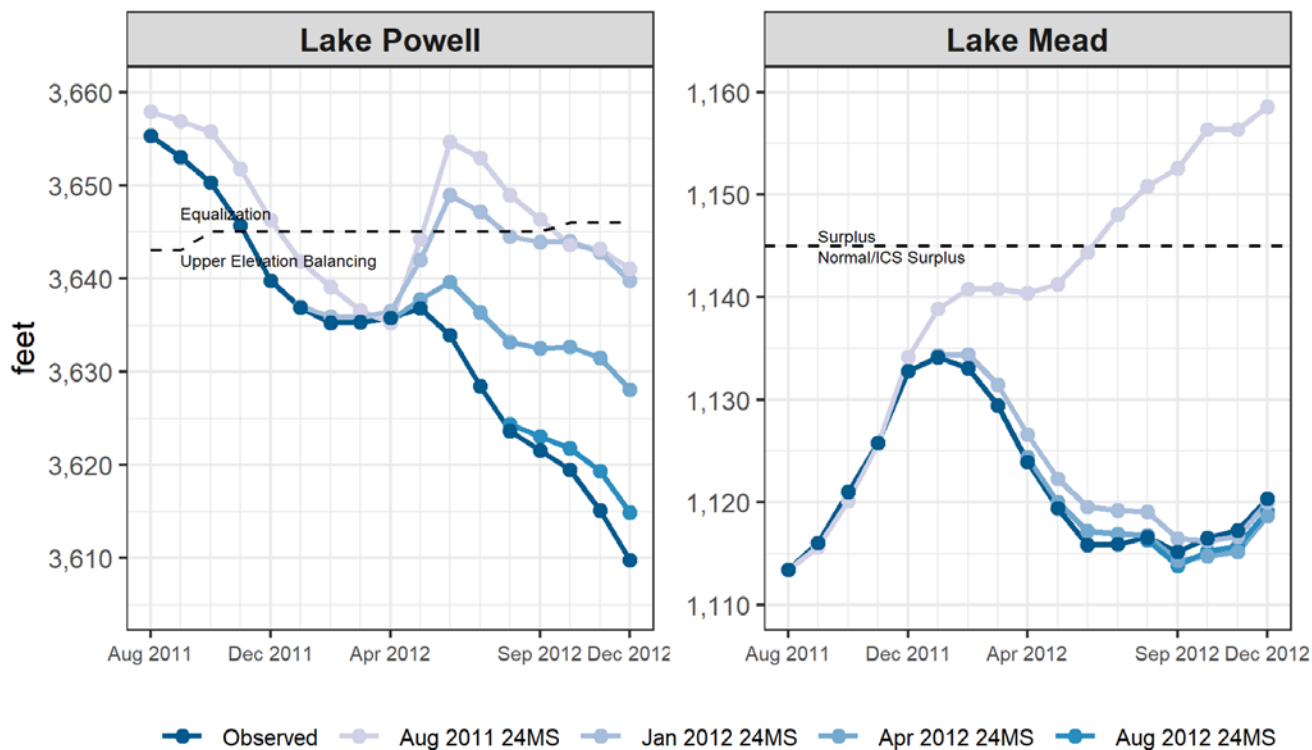 Lake Powell
Lake Mead
feet
3,660
3,650
3,640
3,630
3,620
3,610
Equalization
Upper Elevation Balancing
Aug 2011
Dec 2011
Apr 2012
Sep 2012
Dec 2012
1,160
1,150
1,140
1,130
1,120
1,110
Surplus
Normal/ICS Surplus
Aug 2011
Dec 2011
Apr 2012
Sep 2012
Dec 2012
Observed
Aug 2011 24MS
Jan 2012 24MS
Apr 2012 24MS
Aug 2012 24MS